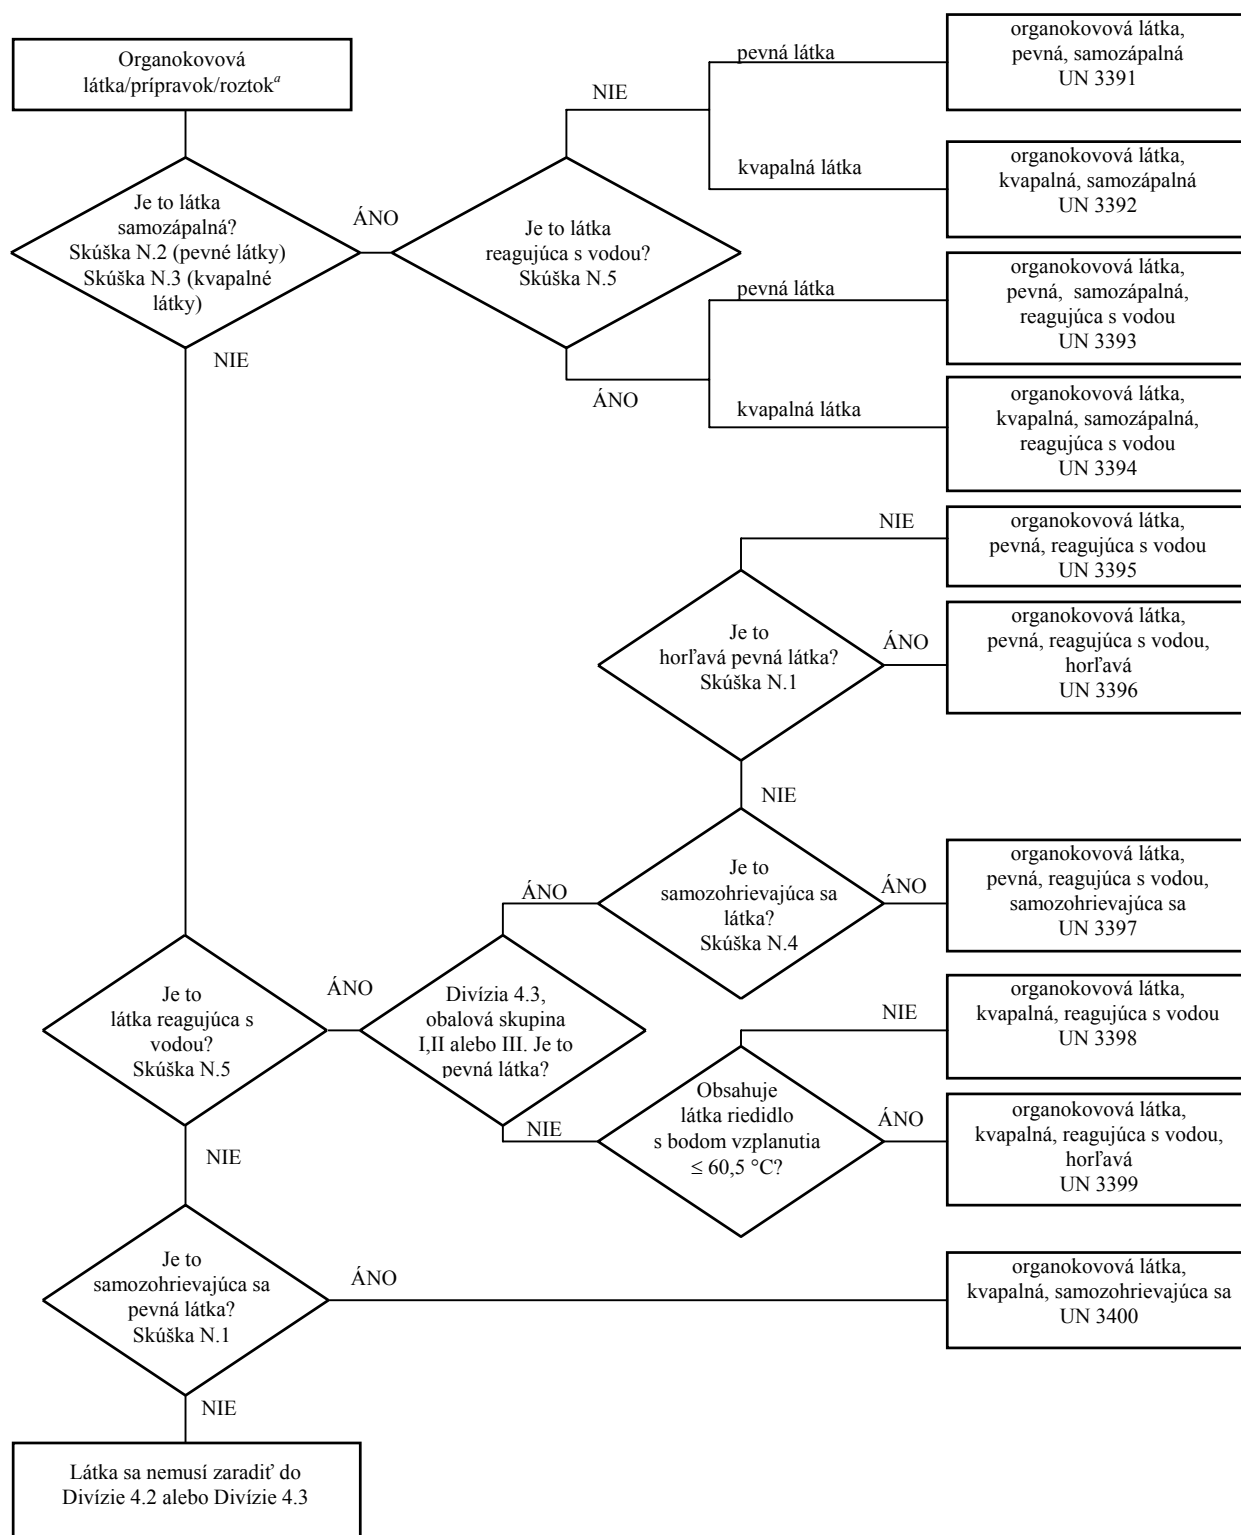 Organokovová
látka/prípravok/roztokᵃ
Je to látka
samozápalná?
Skúška N.2 (pevné látky)
Skúška N.3 (kvapalné
látky)
ÁNO
NIE
Je to látka
reagujúca s vodou?
Skúška N.5
NIE
ÁNO
pevná látka
kvapalná látka
pevná látka
kvapalná látka
organokovová látka,
pevná, samozápalná
UN 3391
organokovová látka,
kvapalná, samozápalná
UN 3392
organokovová látka,
pevná, samozápalná,
reagujúca s vodou
UN 3393
organokovová látka,
kvapalná, samozápalná,
reagujúca s vodou
UN 3394
NIE
organokovová látka,
pevná, reagujúca s vodou
UN 3395
Je to
horľavá pevná látka?
Skúška N.1
ÁNO
organokovová látka,
pevná, reagujúca s vodou,
horľavá
UN 3396
NIE
Je to
samozohrievajúca sa
látka?
Skúška N.4
ÁNO
organokovová látka,
pevná, reagujúca s vodou,
samozohrievajúca sa
UN 3397
ÁNO
Je to
látka reagujúca s
vodou?
Skúška N.5
ÁNO
Divízia 4.3,
obalová skupina
I,II alebo III. Je to
pevná látka?
NIE
NIE
organokovová látka,
kvapalná, reagujúca s vodou
UN 3398
Obsahuje
látka riedidlo
s bodom vzplanutia
≤ 60,5 °C?
ÁNO
organokovová látka,
kvapalná, reagujúca s vodou,
horľavá
UN 3399
NIE
Je to
samozohrievajúca sa
pevná látka?
Skúška N.1
ÁNO
organokovová látka,
kvapalná, samozohrievajúca sa
UN 3400
NIE
Látka sa nemusí zaradiť do
Divízie 4.2 alebo Divízie 4.3